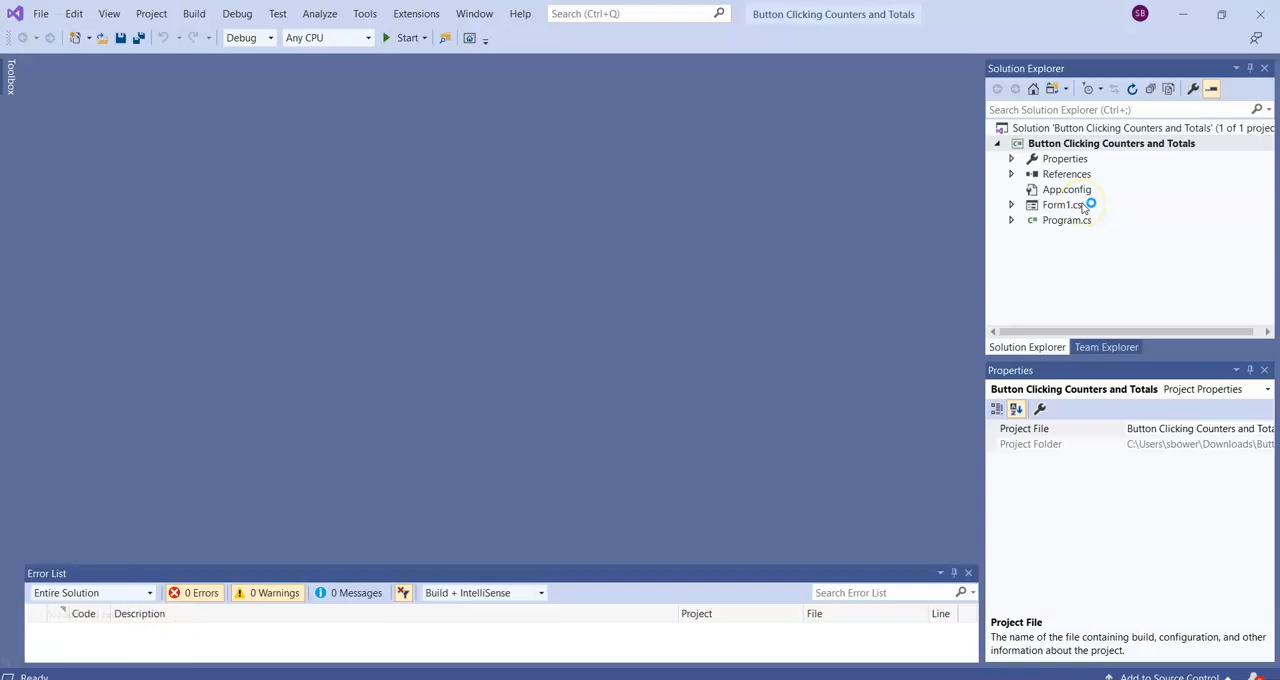 File Edit View Project Build Debug Test Analyze Tools Extensions Window Help Search (Ctrl+Q) Button Clicking Counters and Totals SB
Debug Any CPU Start
Toolbox
Solution Explorer
Search Solution Explorer (Ctrl+;)
Solution 'Button Clicking Counters and Totals' (1 of 1 projec
C# Button Clicking Counters and Totals
Properties
References
App.config
Form1.cs
C# Program.cs
Solution Explorer Team Explorer
Properties
Button Clicking Counters and Totals Project Properties
Project File Button Clicking Counters and Tota
Project Folder C:\Users\sbower\Downloads\Butt
Error List
Entire Solution 0 Errors 0 Warnings 0 Messages Build + IntelliSense Search Error List
Code Description Project File Line
Project File
The name of the file containing build, configuration, and other
information about the project.
Ready Add to Source Control